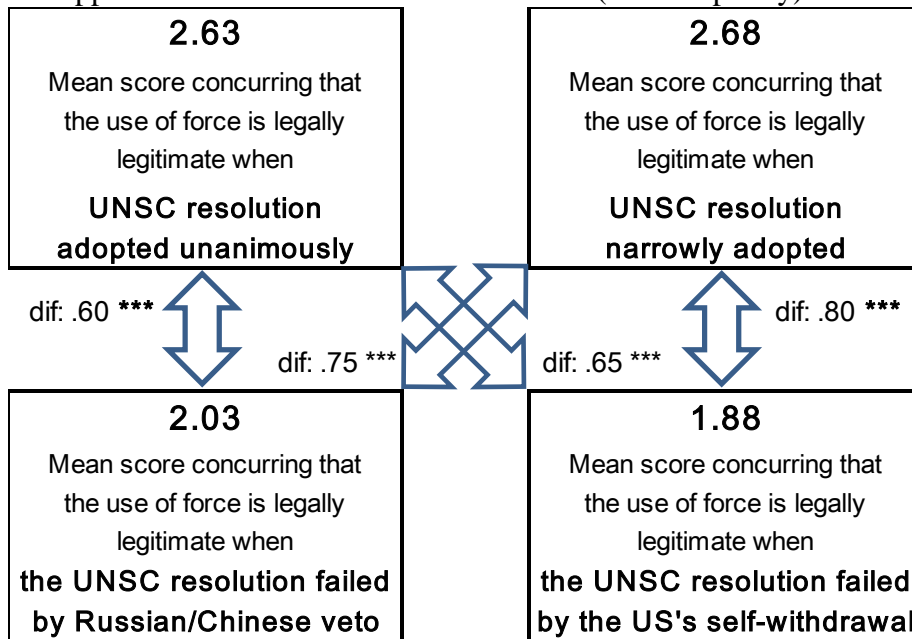 2.63
Mean score concurring that
the use of force is legally
legitimate when
UNSC resolution
adopted unanimously
2.68
Mean score concurring that
the use of force is legally
legitimate when
UNSC resolution
narrowly adopted
dif: .60 ***
dif: .80 ***
dif: .75 ***
dif: .65 ***
2.03
Mean score concurring that
the use of force is legally
legitimate when
the UNSC resolution failed
by Russian/Chinese veto
1.88
Mean score concurring that
the use of force is legally
legitimate when
the UNSC resolution failed
by the US's self-withdrawal